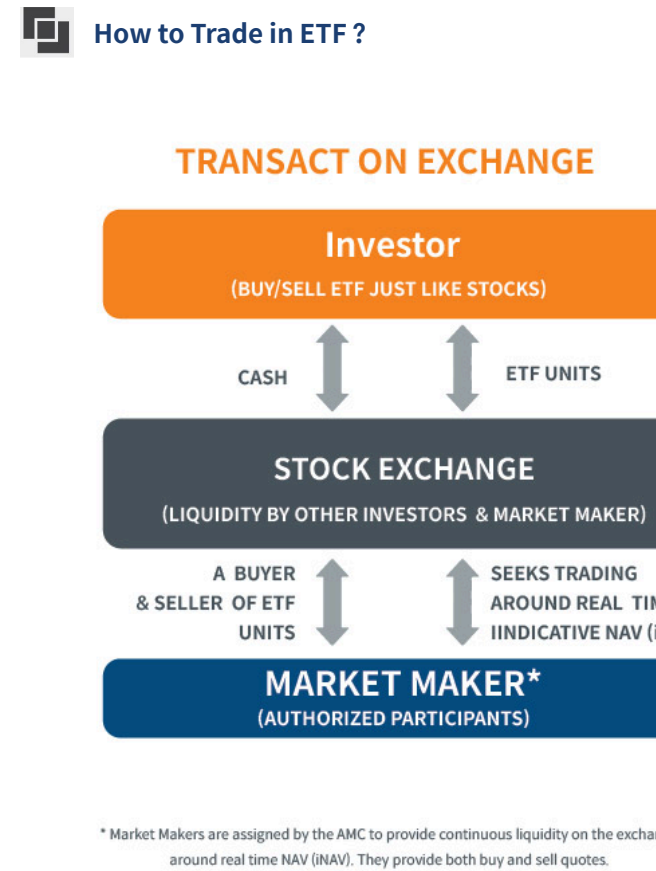 How to Trade in ETF ?
TRANSACT ON EXCHANGE
Investor
(BUY/SELL ETF JUST LIKE STOCKS)
CASH
ETF UNITS
STOCK EXCHANGE
(LIQUIDITY BY OTHER INVESTORS & MARKET MAKER)
A BUYER
& SELLER OF ETF
UNITS
SEEKS TRADING
AROUND REAL
IINDICATIVE NAV
MARKET MAKER*
(AUTHORIZED PARTICIPANTS)
* Market Makers are assigned by the AMC to provide continuous liquidity on the
around real time NAV (iNAV). They provide both buy and sell quotes.